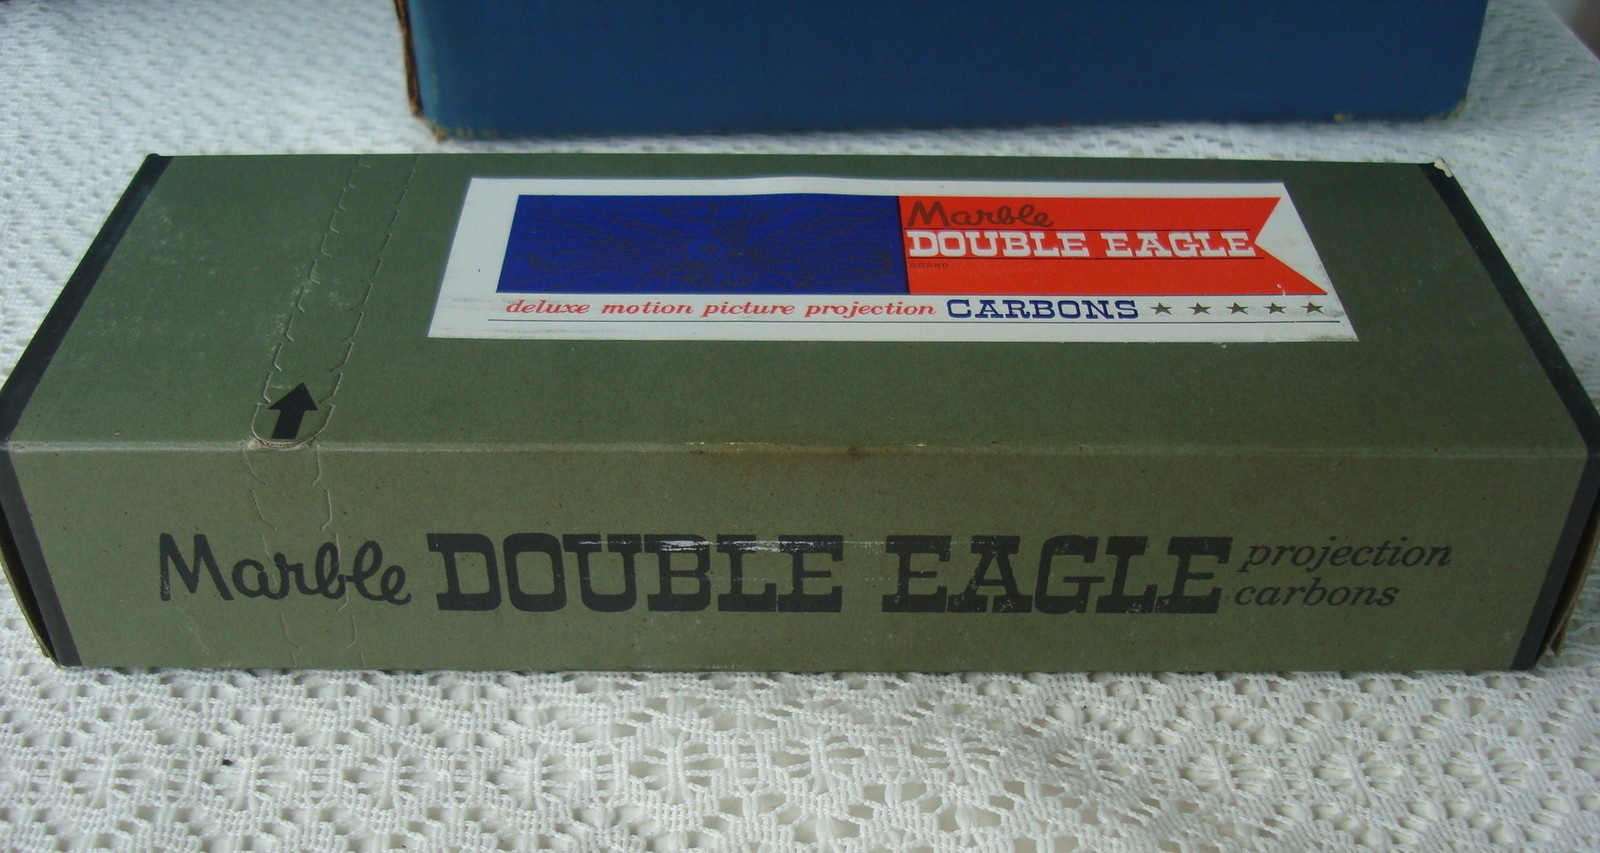 Marble
DOUBLE EAGLE
BRAND
deluxe motion picture projection CARBONS ★ ★ ★ ★ ★
Marble DOUBLE EAGLE projection
carbons